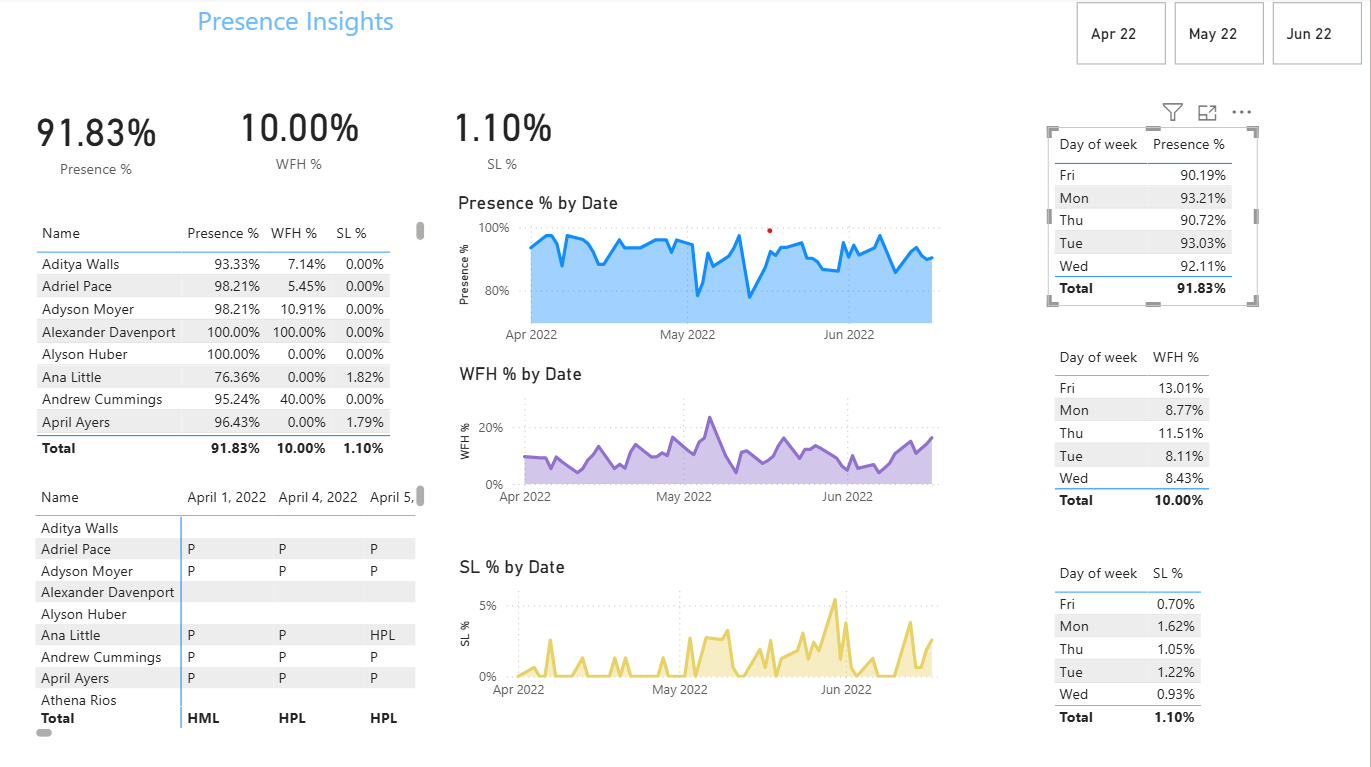 Presence Insights
Apr 22
May 22
Jun 22
91.83%
Presence %
10.00%
WFH %
1.10%
SL %
Name Presence % WFH % SL %
Aditya Walls 93.33% 7.14% 0.00%
Adriel Pace 98.21% 5.45% 0.00%
Adyson Moyer 98.21% 10.91% 0.00%
Alexander Davenport 100.00% 100.00% 0.00%
Alyson Huber 100.00% 0.00% 0.00%
Ana Little 76.36% 0.00% 1.82%
Andrew Cummings 95.24% 40.00% 0.00%
April Ayers 96.43% 0.00% 1.79%
Total 91.83% 10.00% 1.10%
Name April 1, 2022 April 4, 2022 April 5,
Aditya Walls
Adriel Pace P P P
Adyson Moyer P P P
Alexander Davenport
Alyson Huber
Ana Little P P HPL
Andrew Cummings P P P
April Ayers P P P
Athena Rios
Total HML HPL HPL
Presence % by Date
Presence %
100%
80%
Apr 2022 May 2022 Jun 2022
WFH % by Date
WFH %
20%
0%
Apr 2022 May 2022 Jun 2022
SL % by Date
SL %
5%
0%
Apr 2022 May 2022 Jun 2022
Day of week Presence %
Fri 90.19%
Mon 93.21%
Thu 90.72%
Tue 93.03%
Wed 92.11%
Total 91.83%
Day of week WFH %
Fri 13.01%
Mon 8.77%
Thu 11.51%
Tue 8.11%
Wed 8.43%
Total 10.00%
Day of week SL %
Fri 0.70%
Mon 1.62%
Thu 1.05%
Tue 1.22%
Wed 0.93%
Total 1.10%